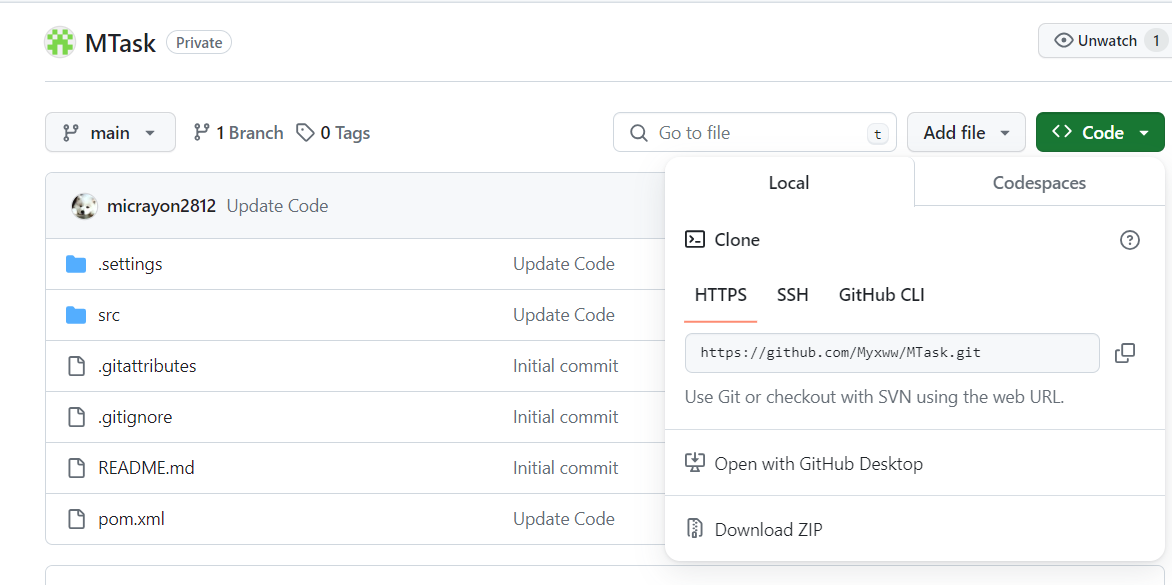 MTask Private
Unwatch 1
main 1 Branch 0 Tags
Go to file t
Add file
Code
micrayon2812 Update Code
.settings Update Code
src Update Code
.gitattributes Initial commit
.gitignore Initial commit
README.md Initial commit
pom.xml Update Code
Local Codespaces
Clone
HTTPS SSH GitHub CLI
https://github.com/Myxww/MTask.git
Use Git or checkout with SVN using the web URL.
Open with GitHub Desktop
Download ZIP